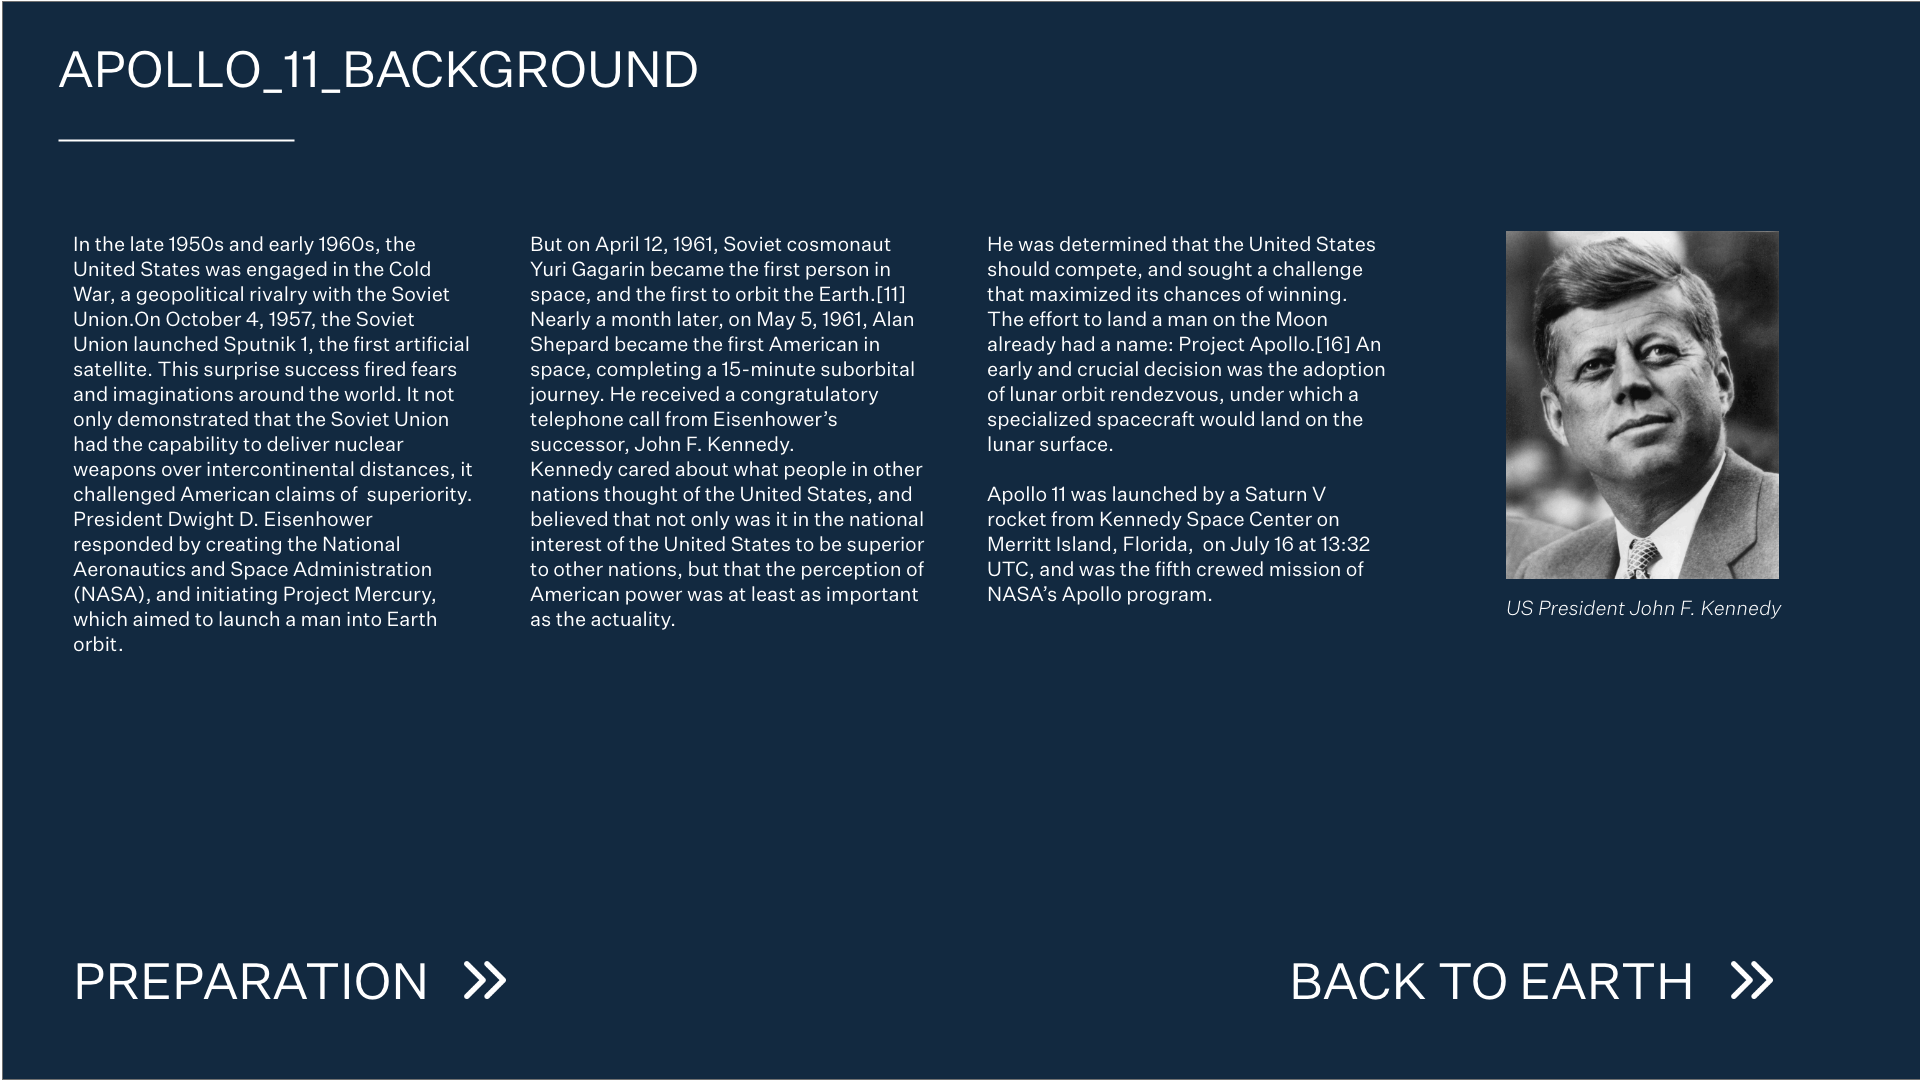 APOLLO_11_BACKGROUND
In the late 1950s and early 1960s, the
United States was engaged in the Cold
War, a geopolitical rivalry with the Soviet
Union.On October 4, 1957, the Soviet
Union launched Sputnik 1, the first artificial
satellite. This surprise success fired fears
and imaginations around the world. It not
only demonstrated that the Soviet Union
had the capability to deliver nuclear
weapons over intercontinental distances, it
challenged American claims of  superiority.
President Dwight D. Eisenhower
responded by creating the National
Aeronautics and Space Administration
(NASA), and initiating Project Mercury,
which aimed to launch a man into Earth
orbit.
But on April 12, 1961, Soviet cosmonaut
Yuri Gagarin became the first person in
space, and the first to orbit the Earth.[11]
Nearly a month later, on May 5, 1961, Alan
Shepard became the first American in
space, completing a 15-minute suborbital
journey. He received a congratulatory
telephone call from Eisenhower’s
successor, John F. Kennedy.
Kennedy cared about what people in other
nations thought of the United States, and
believed that not only was it in the national
interest of the United States to be superior
to other nations, but that the perception of
American power was at least as important
as the actuality.
He was determined that the United States
should compete, and sought a challenge
that maximized its chances of winning.
The effort to land a man on the Moon
already had a name: Project Apollo.[16] An
early and crucial decision was the adoption
of lunar orbit rendezvous, under which a
specialized spacecraft would land on the
lunar surface.
Apollo 11 was launched by a Saturn V
rocket from Kennedy Space Center on
Merritt Island, Florida,  on July 16 at 13:32
UTC, and was the fifth crewed mission of
NASA’s Apollo program.
US President John F. Kennedy
PREPARATION
BACK TO EARTH